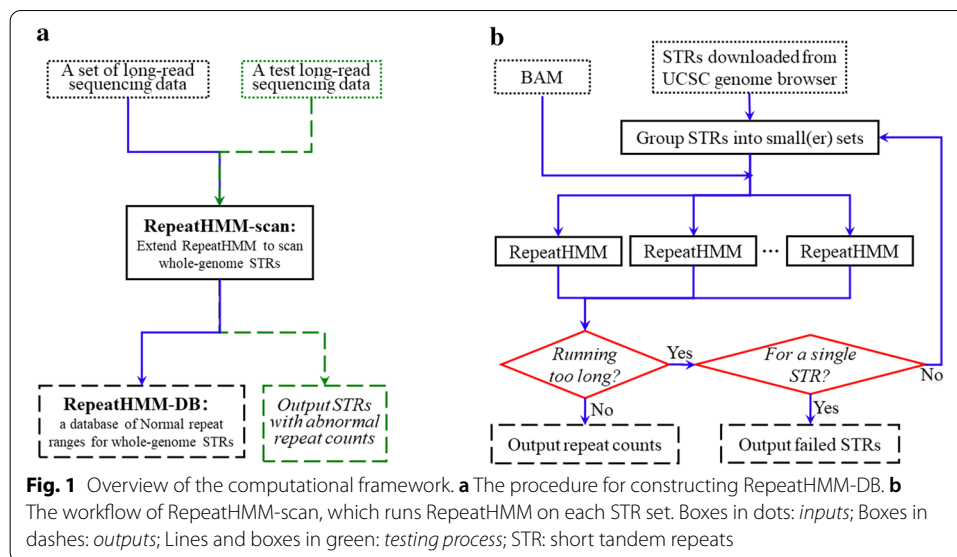 a
A set of long-read
sequencing data
A test long-read
sequencing data
RepeatHMM-scan:
Extend RepeatHMM to scan
whole-genome STRs
RepeatHMM-DB:
a database of Normal repeat
ranges for whole-genome STRs
Output STRs
with abnormal
repeat counts
b
BAM
STRs downloaded from
UCSC genome browser
Group STRs into small(er) sets
RepeatHMM
RepeatHMM
...
RepeatHMM
Running
too long?
Yes
For a single
STR?
No
No
Yes
Output repeat counts
Output failed STRs
Fig. 1 Overview of the computational framework. a The procedure for constructing RepeatHMM-DB. b
The workflow of RepeatHMM-scan, which runs RepeatHMM on each STR set. Boxes in dots: inputs; Boxes in
dashes: outputs; Lines and boxes in green: testing process; STR: short tandem repeats